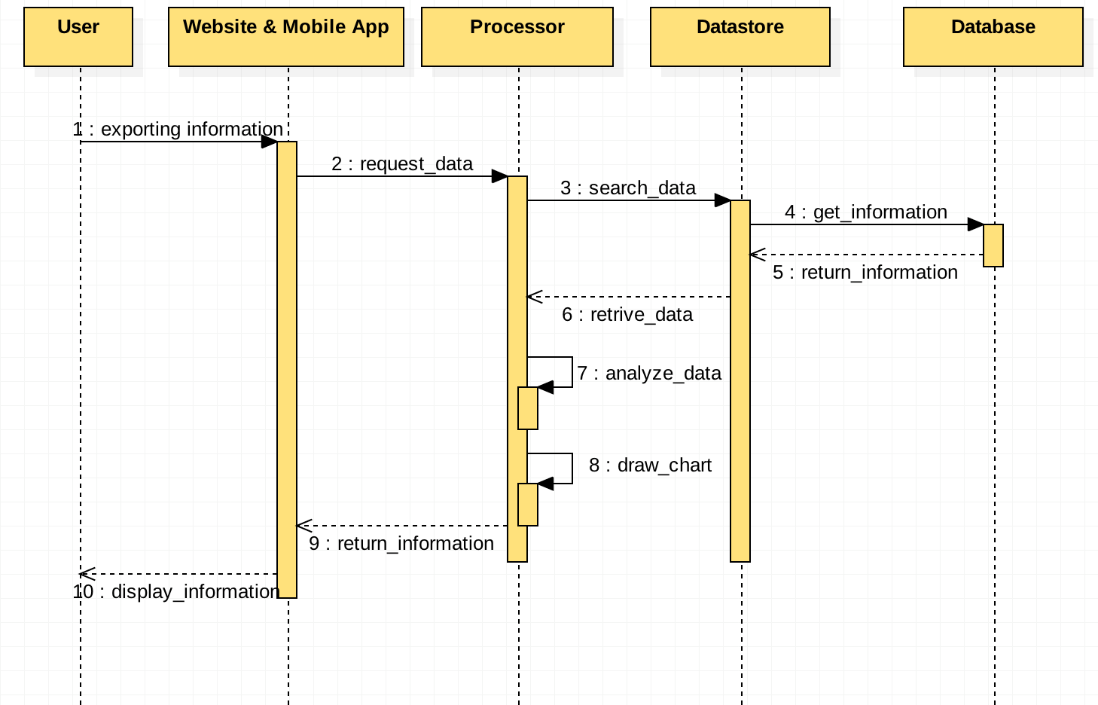 User
Website & Mobile App
Processor
Datastore
Database
1 : exporting information
2 : request_data
3 : search_data
4 : get_information
5 : return_information
6 : retrive_data
7 : analyze_data
8 : draw_chart
9 : return_information
10 : display_information